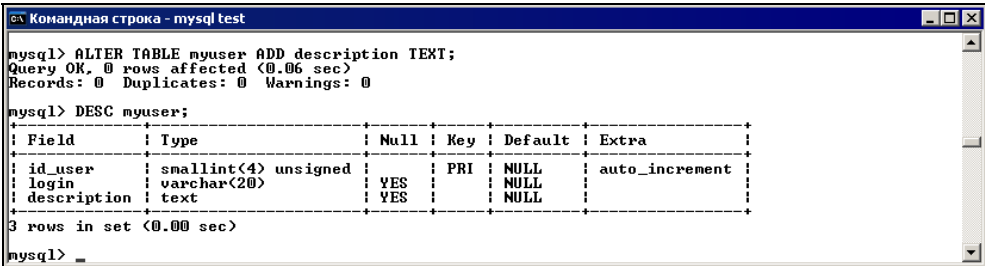 Командная строка - mysql test
mysql> ALTER TABLE myuser ADD description TEXT;
Query OK, 0 rows affected (0.06 sec)
Records: 0  Duplicates: 0  Warnings: 0
mysql> DESC myuser;
+-------------+----------------------+------+-----+---------+----------------+
| Field       | Type                 | Null | Key | Default | Extra          |
+-------------+----------------------+------+-----+---------+----------------+
| id_user     | smallint(4) unsigned |      | PRI | NULL    | auto_increment |
| login       | varchar(20)          | YES  |     | NULL    |                |
| description | text                 | YES  |     | NULL    |                |
+-------------+----------------------+------+-----+---------+----------------+
3 rows in set (0.00 sec)
mysql> _